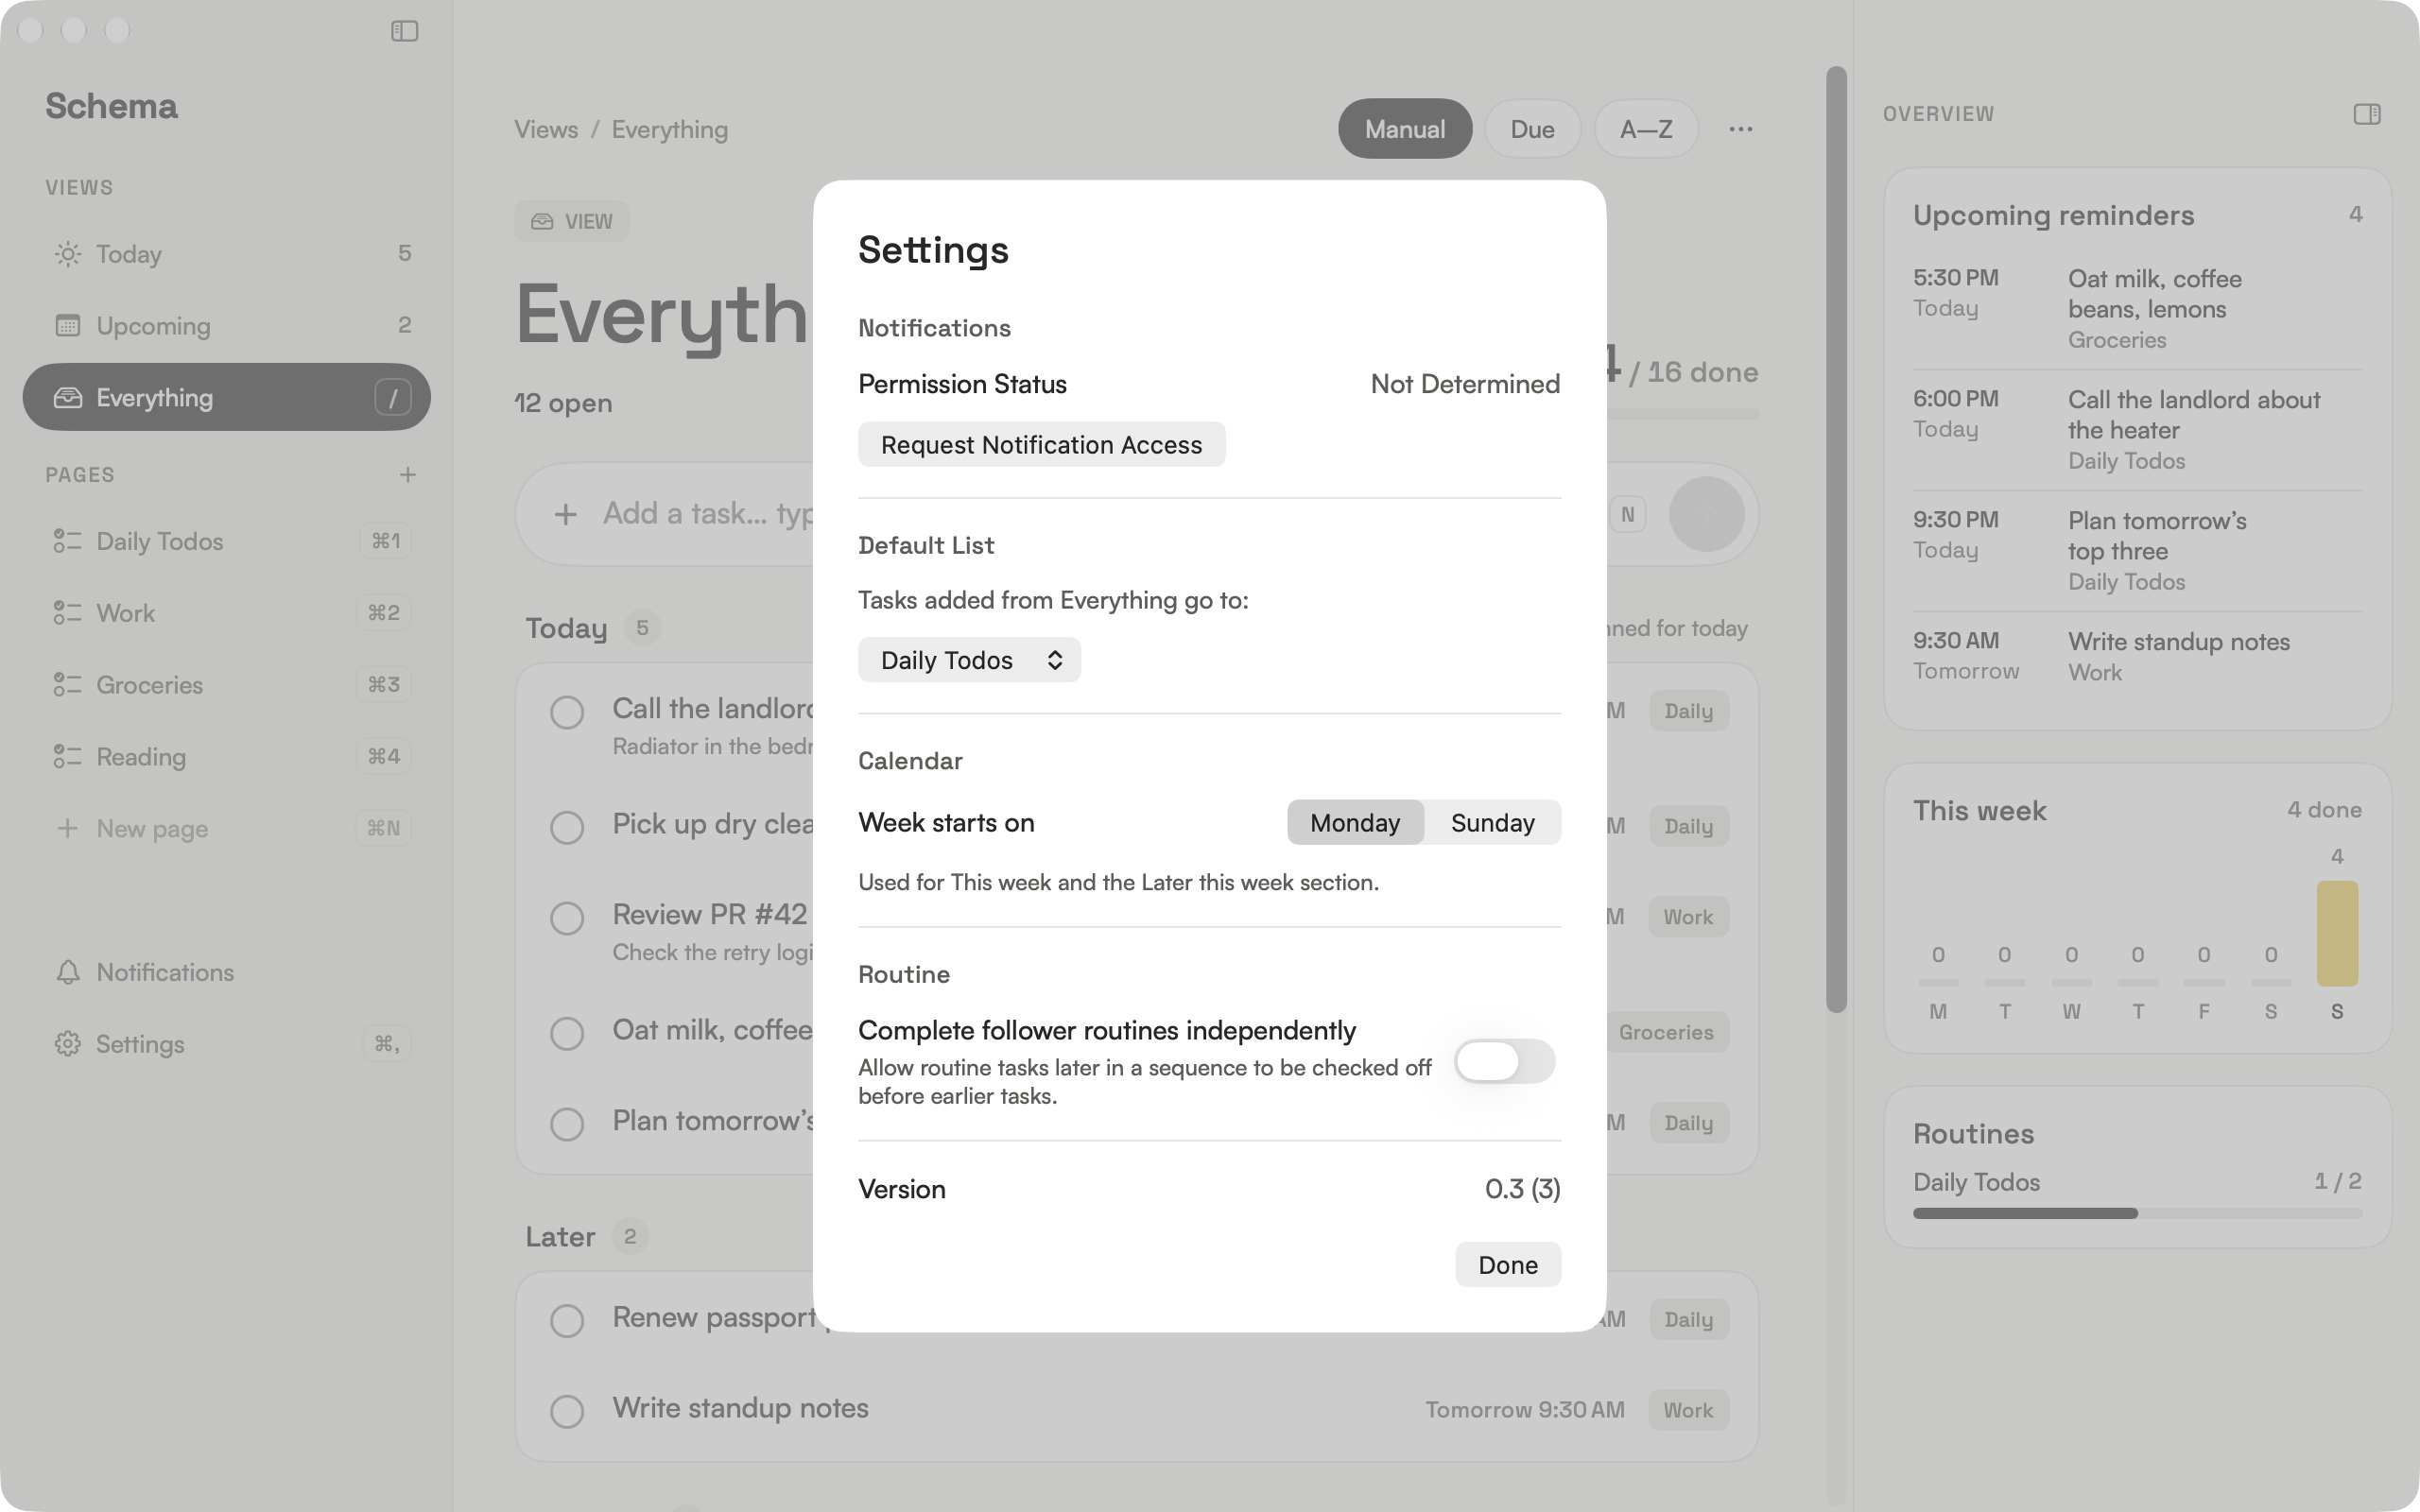 Schema
VIEWS
Today 5
Upcoming 2
Everything /
PAGES +
Daily Todos ⌘1
Work ⌘2
Groceries ⌘3
Reading ⌘4
+ New page ⌘N
Notifications
Settings ⌘,
Views / Everything
Manual Due A—Z ···
VIEW
12 open
/ 16 done
+ Add a task...
N
Today 5
for today
Call the
Daily
Radiator in the
Pick up dry
Daily
Review PR #42
Work
Check the retry
Oat milk, coffee
Groceries
Plan tomorrow’s
Daily
Later 2
Renew passport
Daily
Write standup notes
Tomorrow 9:30 AM Work
Settings
Notifications
Permission Status Not Determined
Request Notification Access
Default List
Tasks added from Everything go to:
Daily Todos
Calendar
Week starts on Monday Sunday
Used for This week and the Later this week section.
Routine
Complete follower routines independently
Allow routine tasks later in a sequence to be checked off
before earlier tasks.
Version 0.3 (3)
Done
OVERVIEW
Upcoming reminders 4
5:30 PM Oat milk, coffee
Today beans, lemons
Groceries
6:00 PM Call the landlord about
Today the heater
Daily Todos
9:30 PM Plan tomorrow’s
Today top three
Daily Todos
9:30 AM Write standup notes
Tomorrow Work
This week 4 done
4
0 0 0 0 0 0
M T W T F S S
Routines
Daily Todos 1 / 2